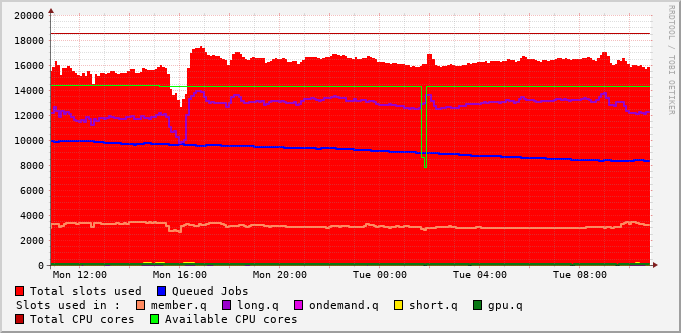 20000
18000
16000
14000
12000
10000
8000
6000
4000
2000
0
Mon 12:00 Mon 16:00 Mon 20:00 Tue 00:00 Tue 04:00 Tue 08:00
Total slots used Queued Jobs
Slots used in : member.q long.q ondemand.q short.q gpu.q
Total CPU cores Available CPU cores
RRDTOOL / TOBI OETIKER